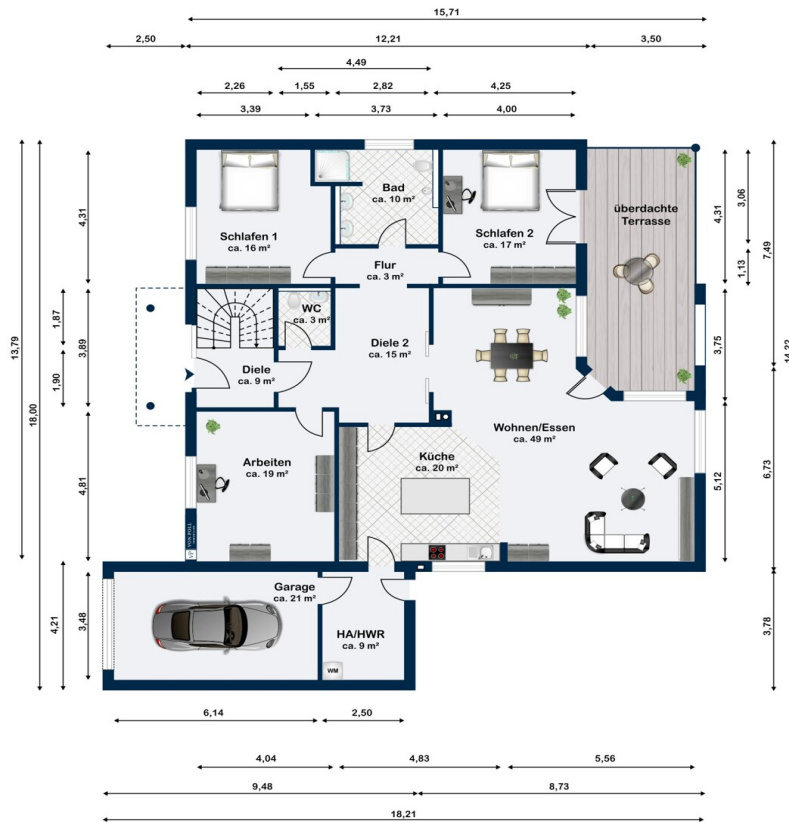 15,71
2,50
12,21
3,50
4,49
2,26
1,55
2,82
4,25
3,39
3,73
4,00
Bad
ca. 10 m²
Schlafen 1
ca. 16 m²
Schlafen 2
ca. 17 m²
überdachte
Terrasse
Flur
ca. 3 m²
WC
ca. 3 m²
Diele 2
ca. 15 m²
Diele
ca. 9 m²
Wohnen/Essen
ca. 49 m²
Küche
ca. 20 m²
Arbeiten
ca. 19 m²
VON POLL
VP
Garage
ca. 21 m²
HA/HWR
ca. 9 m²
WM
13,79
18,00
4,31
3,89
1,87
1,90
4,81
4,21
3,48
4,31
3,06
1,13
7,49
3,75
14,22
5,12
6,73
3,78
6,14
2,50
4,04
4,83
5,56
9,48
8,73
18,21